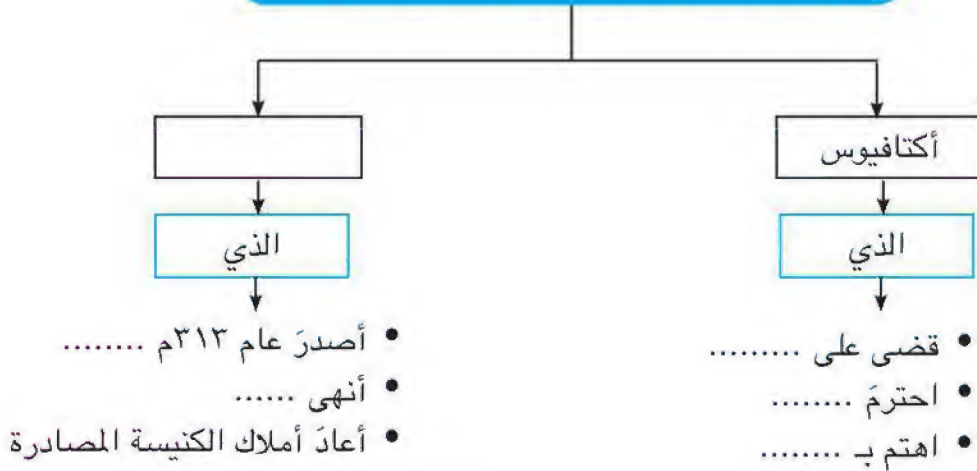 أكتافيوس
الذي
• قضى على .........
• احترمَ ........
• اهتم بـ ........
الذي
• أصدرَ عام ٣١٣م ........
• أنهى ......
• أعادَ أملاك الكنيسة المصادرة